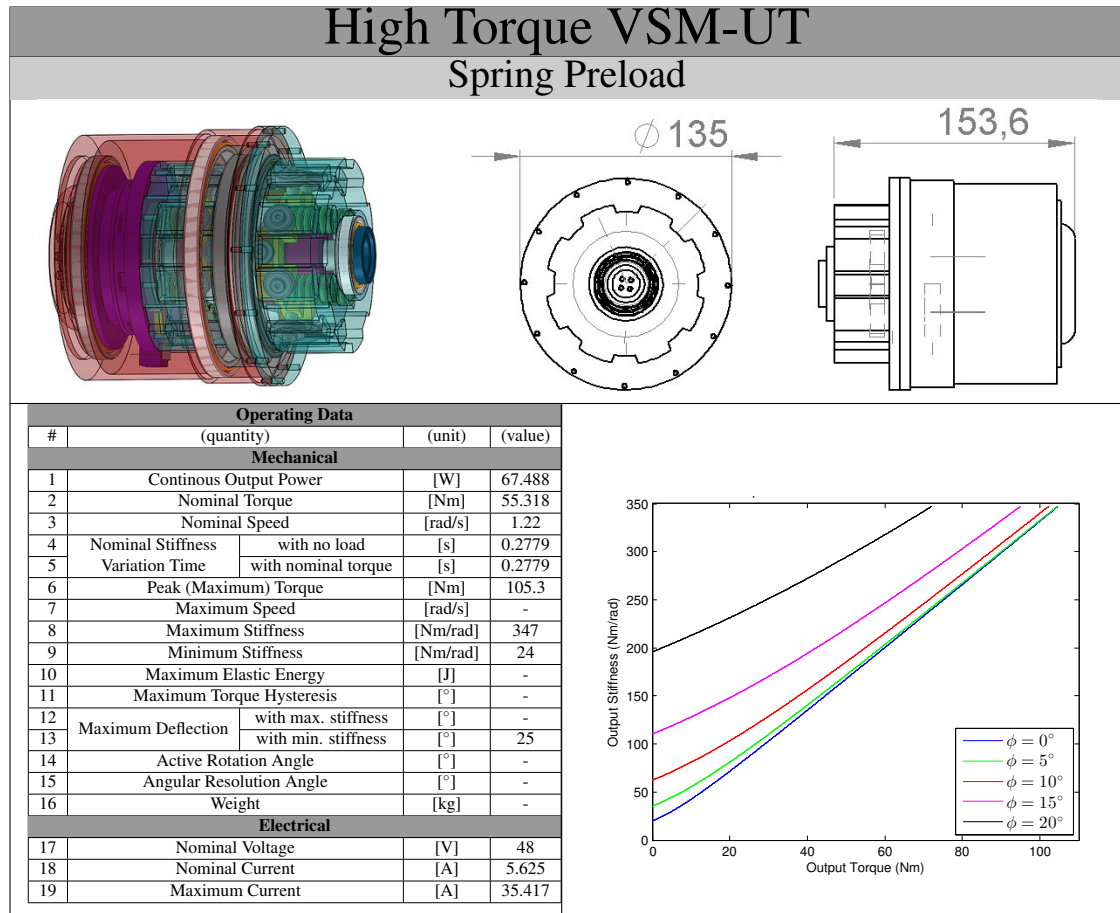 High Torque VSM-UT
Spring Preload
∅ 135
153,6
Operating Data
# (quantity) (unit) (value)
Mechanical
1 Continous Output Power [W] 67.488
2 Nominal Torque [Nm] 55.318
3 Nominal Speed [rad/s] 1.22
4 Nominal Stiffness with no load [s] 0.2779
5 Variation Time with nominal torque [s] 0.2779
6 Peak (Maximum) Torque [Nm] 105.3
7 Maximum Speed [rad/s] -
8 Maximum Stiffness [Nm/rad] 347
9 Minimum Stiffness [Nm/rad] 24
10 Maximum Elastic Energy [J] -
11 Maximum Torque Hysteresis [°] -
12 Maximum Deflection with max. stiffness [°] -
13 with min. stiffness [°] 25
14 Active Rotation Angle [°] -
15 Angular Resolution Angle [°] -
16 Weight [kg] -
Electrical
17 Nominal Voltage [V] 48
18 Nominal Current [A] 5.625
19 Maximum Current [A] 35.417
Output Stiffness (Nm/rad)
350
300
250
200
150
100
50
0
0 20 40 60 80 100
Output Torque (Nm)
ϕ = 0°
ϕ = 5°
ϕ = 10°
ϕ = 15°
ϕ = 20°